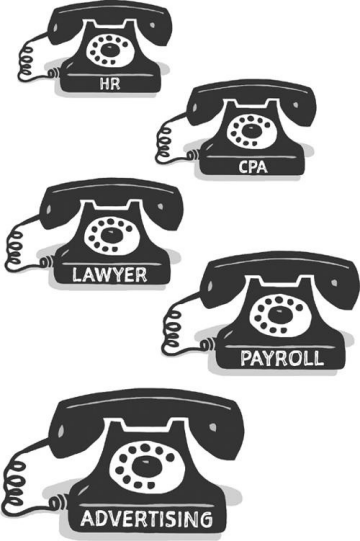 HR
CPA
LAWYER
PAYROLL
ADVERTISING